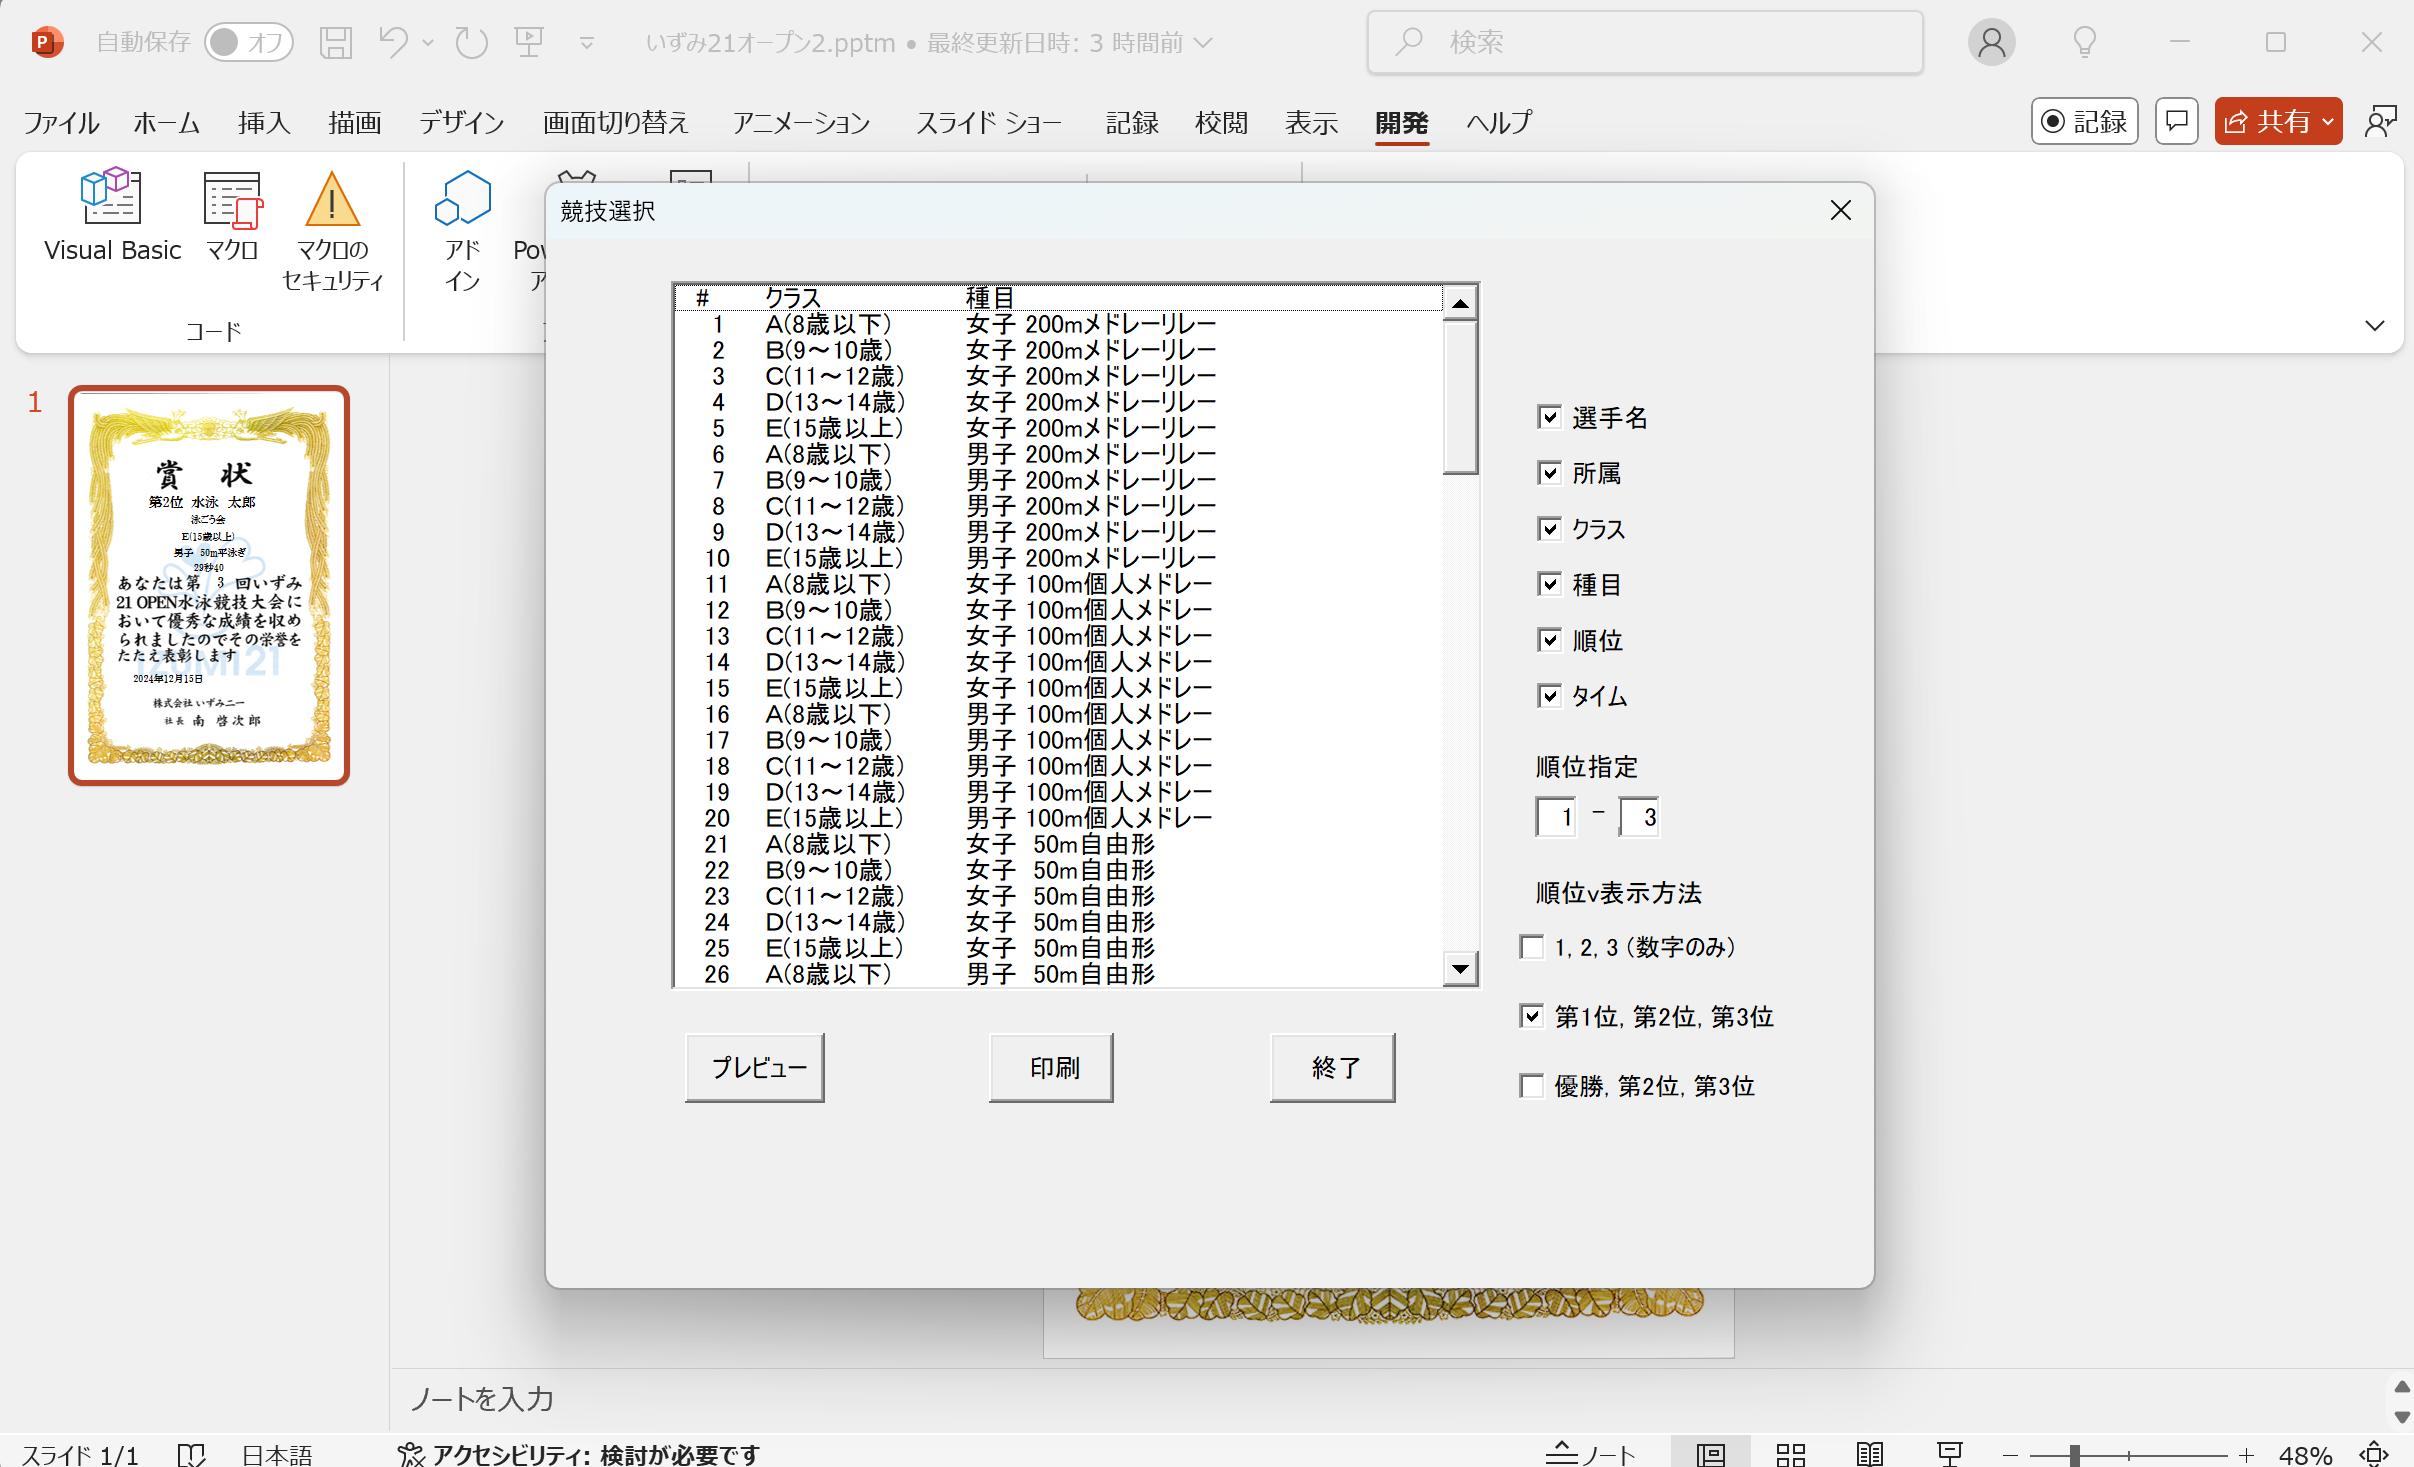 自動保存 オフ いずみ21オープン2.pptm • 最終更新日時: 3 時間前 検索
ファイル ホーム 挿入 描画 デザイン 画面切り替え アニメーション スライド ショー 記録 校閲 表示 開発 ヘルプ 記録 共有
Visual Basic マクロ マクロの セキュリティ アド イン
コード
競技選択
# クラス 種目
1 A(8歳以下) 女子 200mメドレーリレー
2 B(9～10歳) 女子 200mメドレーリレー
3 C(11～12歳) 女子 200mメドレーリレー
4 D(13～14歳) 女子 200mメドレーリレー
5 E(15歳以上) 女子 200mメドレーリレー
6 A(8歳以下) 男子 200mメドレーリレー
7 B(9～10歳) 男子 200mメドレーリレー
8 C(11～12歳) 男子 200mメドレーリレー
9 D(13～14歳) 男子 200mメドレーリレー
10 E(15歳以上) 男子 200mメドレーリレー
11 A(8歳以下) 女子 100m個人メドレー
12 B(9～10歳) 女子 100m個人メドレー
13 C(11～12歳) 女子 100m個人メドレー
14 D(13～14歳) 女子 100m個人メドレー
15 E(15歳以上) 女子 100m個人メドレー
16 A(8歳以下) 男子 100m個人メドレー
17 B(9～10歳) 男子 100m個人メドレー
18 C(11～12歳) 男子 100m個人メドレー
19 D(13～14歳) 男子 100m個人メドレー
20 E(15歳以上) 男子 100m個人メドレー
21 A(8歳以下) 女子 50m自由形
22 B(9～10歳) 女子 50m自由形
23 C(11～12歳) 女子 50m自由形
24 D(13～14歳) 女子 50m自由形
25 E(15歳以上) 女子 50m自由形
26 A(8歳以下) 男子 50m自由形
選手名
所属
クラス
種目
順位
タイム
順位指定
1 - 3
順位v表示方法
1, 2, 3 (数字のみ)
第1位, 第2位, 第3位
優勝, 第2位, 第3位
プレビュー 印刷 終了
1
賞 状
第2位 水泳 太郎
泳ごう会
E(15歳以上)
男子 50m平泳ぎ
29秒40
あなたは第 3 回いずみ
21 OPEN水泳競技大会に
おいて優秀な成績を収め
られましたのでその栄誉を
たたえ表彰します
IZUMI21
2024年12月15日
株式会社 いずみニー
社長 南 啓次郎
ノートを入力
スライド 1/1 日本語 アクセシビリティ: 検討が必要です ノート 48%